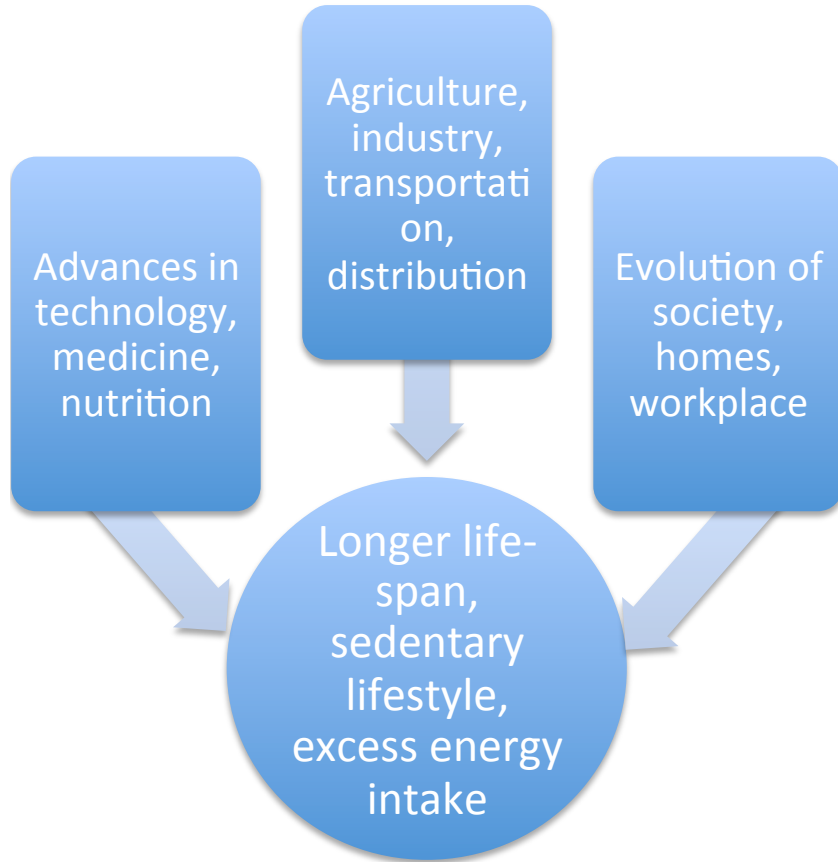 Advances in
technology,
medicine,
nutrition
Agriculture,
industry,
transportati
on,
distribution
Evolution of
society,
homes,
workplace
Longer life-
span,
sedentary
lifestyle,
excess energy
intake